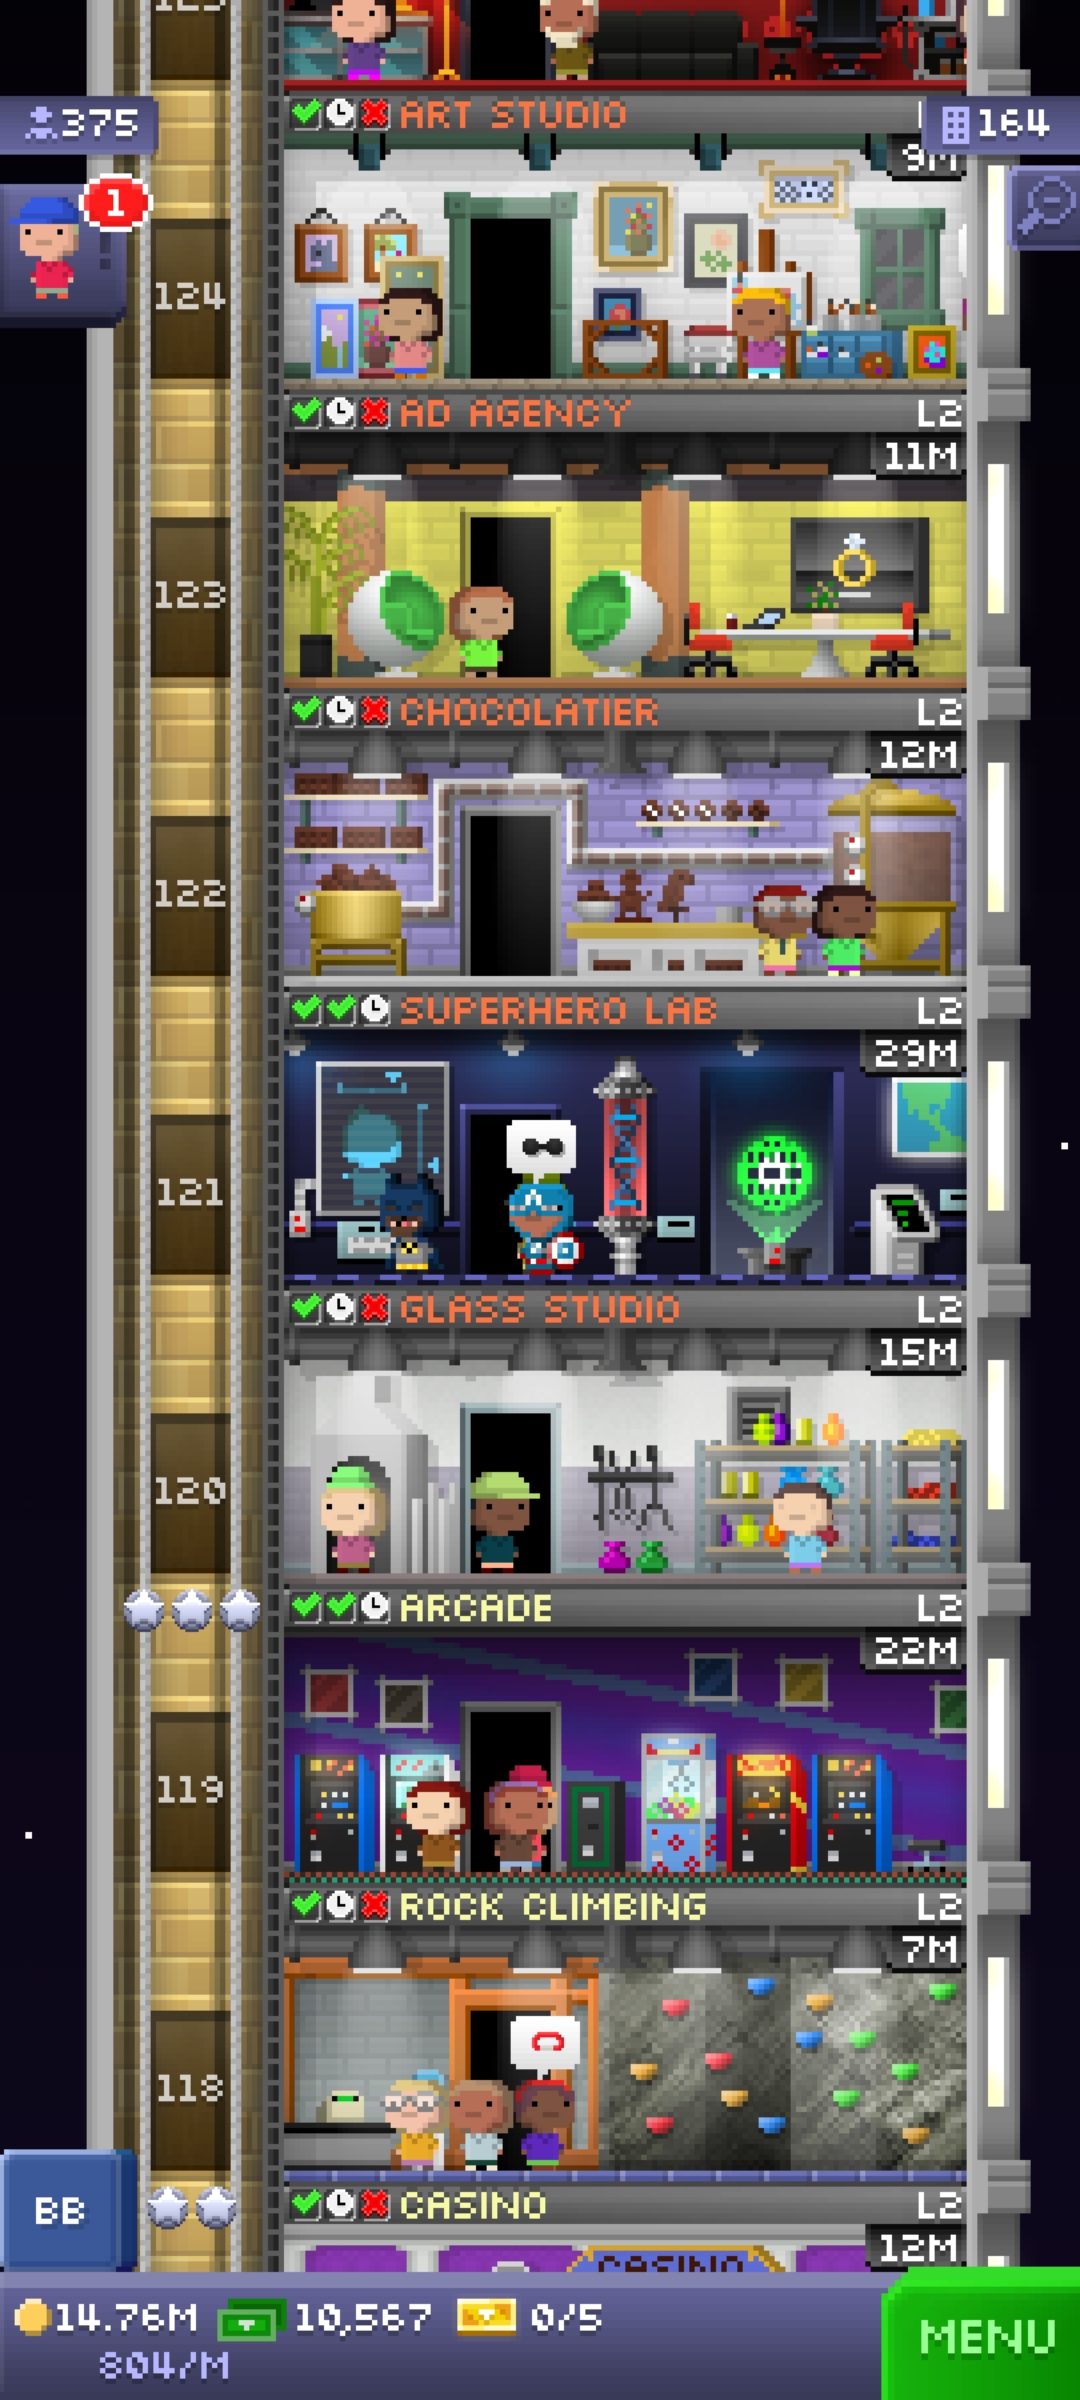 125
ART STUDIO
375
164
9M
1
124
AD AGENCY L2
11M
123
CHOCOLATIER L2
12M
122
SUPERHERO LAB L2
29M
121
GLASS STUDIO L2
15M
120
ARCADE L2
22M
119
ROCK CLIMBING L2
7M
118
BB
CASINO L2
12M
CASINO
14.76M 10,567 0/5
804/M
MENU